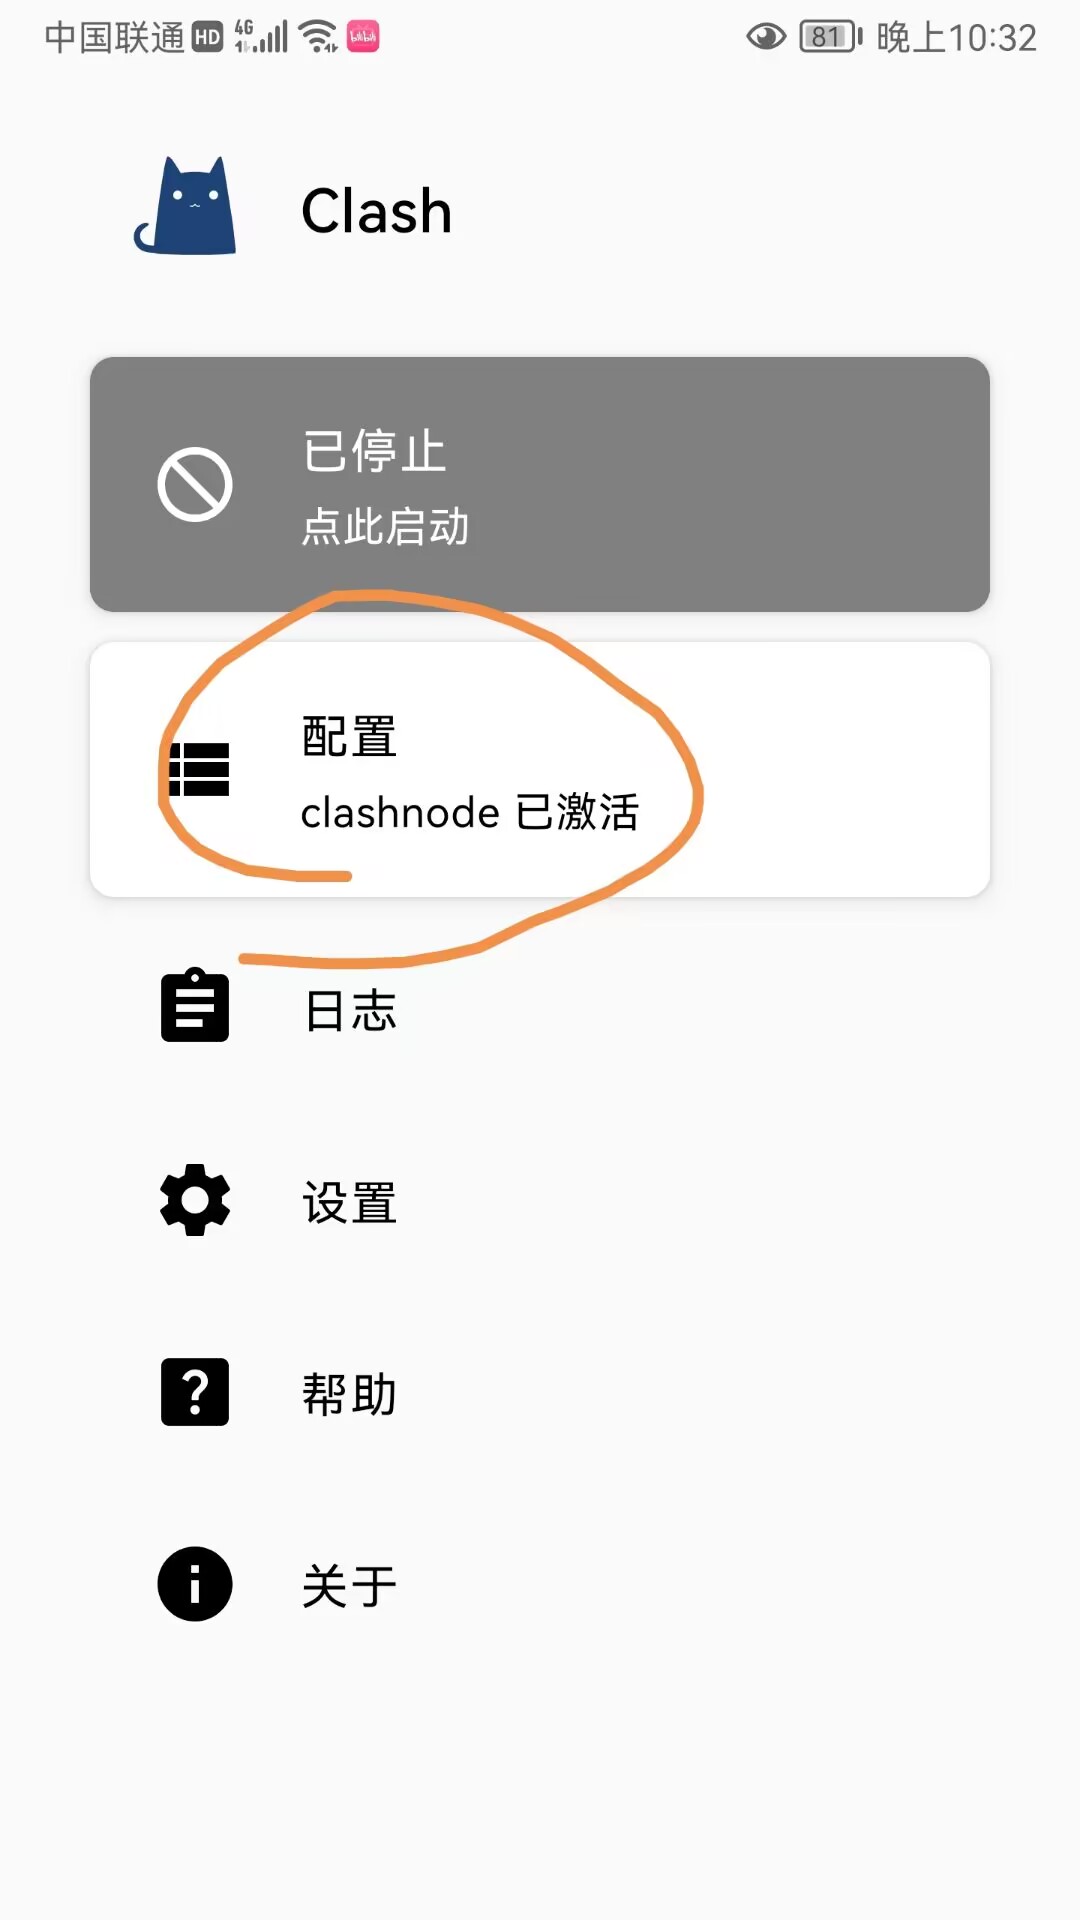 中国联通 HD 4G bilibili 81 晚上10:32
Clash
已停止
点此启动
配置
clashnode 已激活
日志
设置
帮助
关于